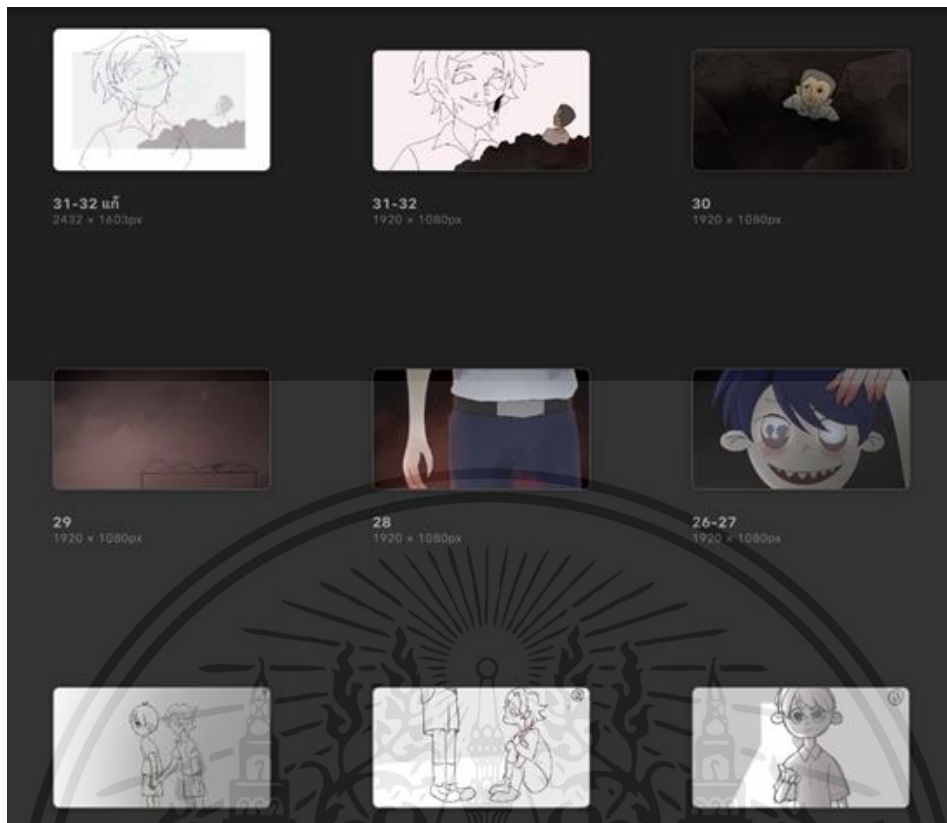 31-32 แก้
2432 × 1603px
31-32
1920 × 1080px
30
1920 × 1080px
29
1920 × 1080px
28
1920 × 1080px
26-27
1920 × 1080px